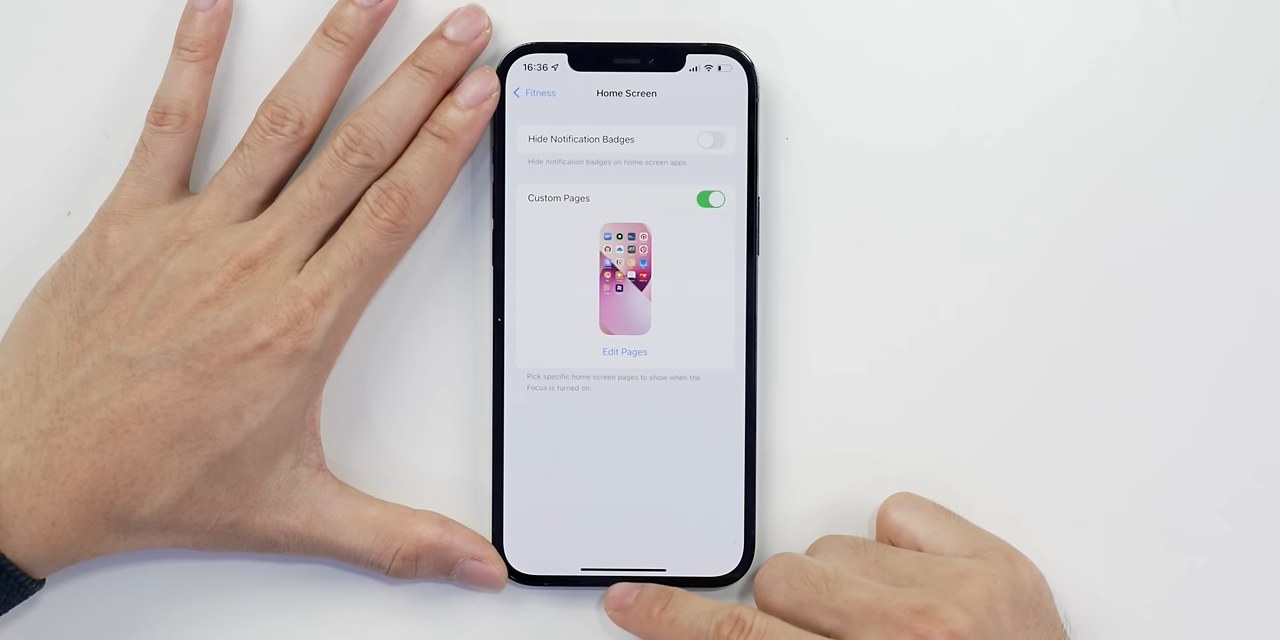 16:36
Fitness
Home Screen
Hide Notification Badges
Hide notification badges on home screen apps
Custom Pages
Edit Pages
Pick specific home screen pages to show when the
Focus is turned on.